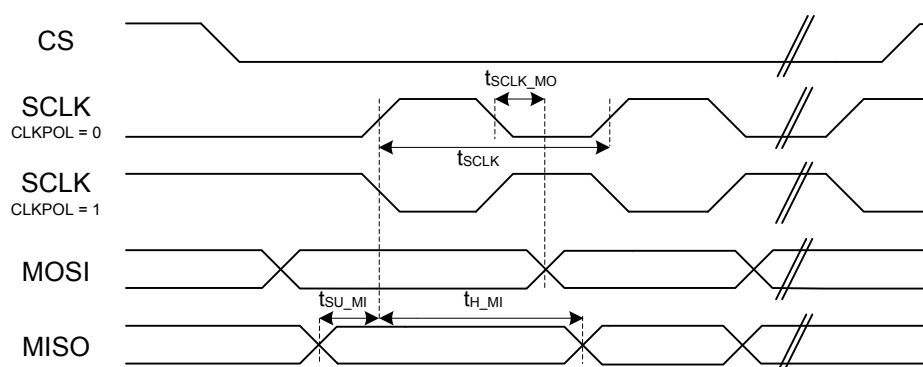 CS
tSCLK_MO
SCLK
CLKPOL = 0
tSCLK
SCLK
CLKPOL = 1
MOSI
tSU_MI
tH_MI
MISO